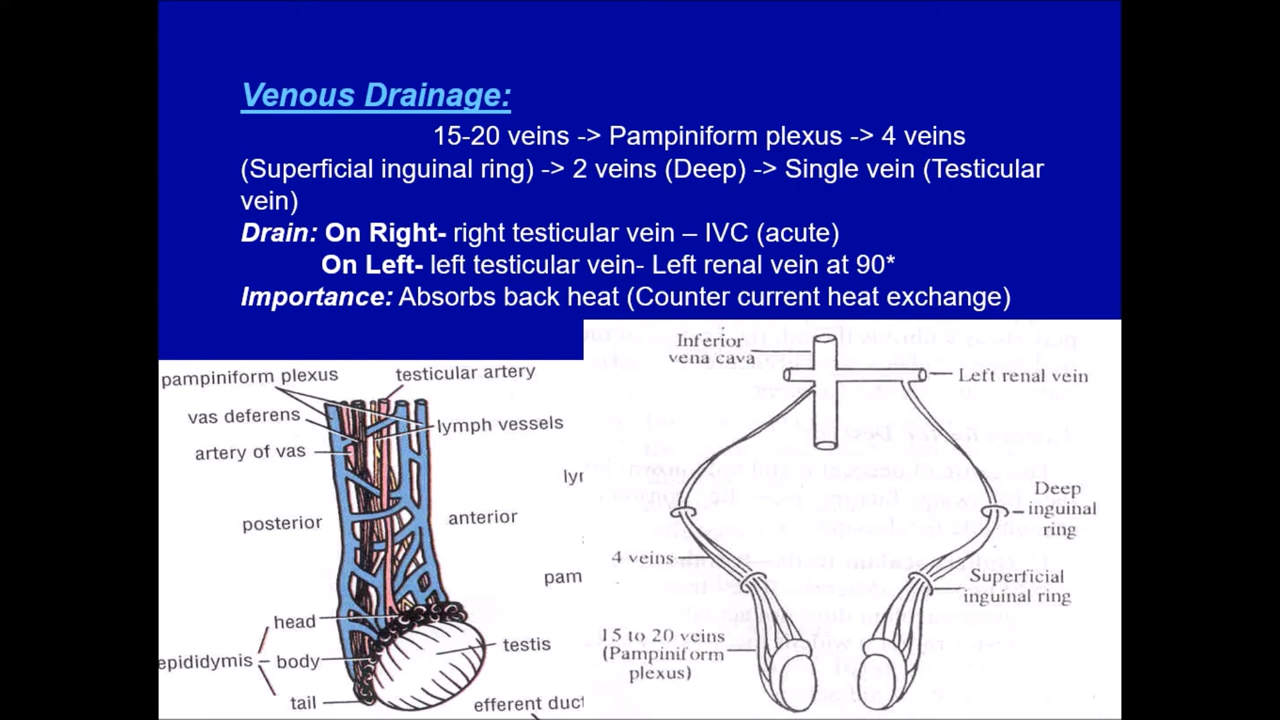 Venous Drainage:
15-20 veins -> Pampiniform plexus -> 4 veins
(Superficial inguinal ring) -> 2 veins (Deep) -> Single vein (Testicular
vein)
Drain: On Right- right testicular vein – IVC (acute)
On Left- left testicular vein- Left renal vein at 90*
Importance: Absorbs back heat (Counter current heat exchange)
pampiniform plexus
testicular artery
vas deferens
lymph vessels
artery of vas
posterior
anterior
head
epididymis
body
tail
testis
efferent duct
lyr
pam
Inferior
vena cava
Left renal vein
Deep
inguinal
ring
4 veins
Superficial
inguinal ring
15 to 20 veins
(Pampiniform
plexus)